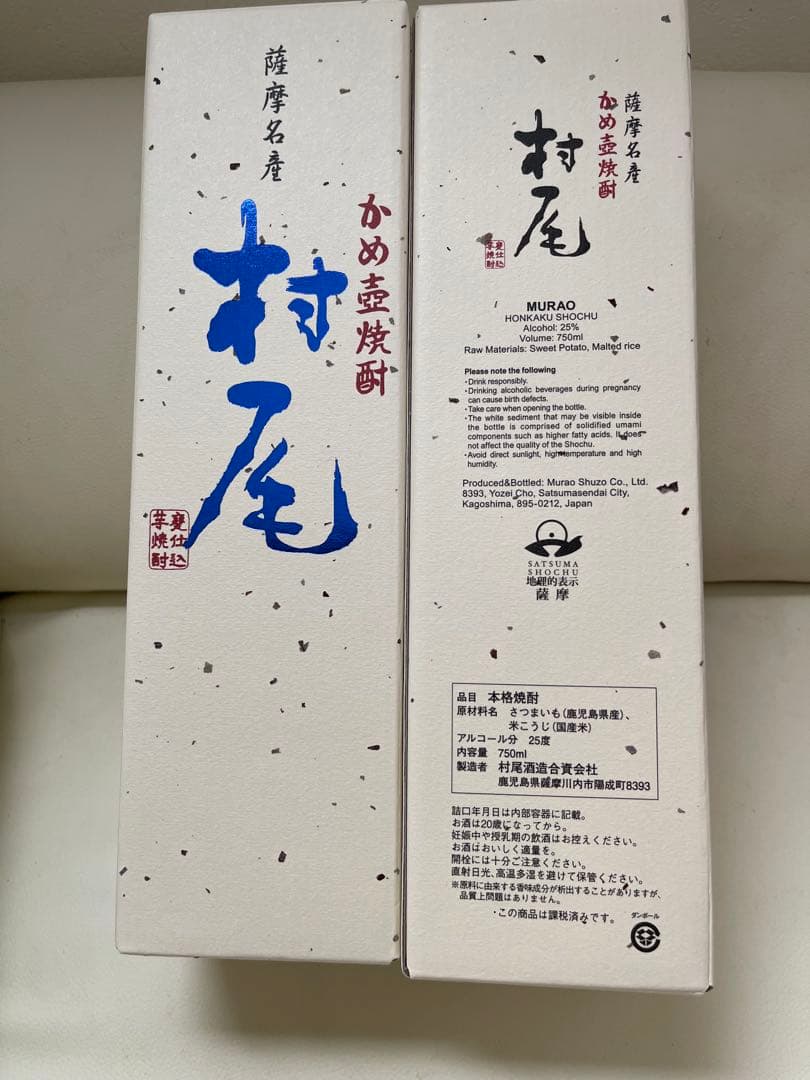 薩摩名産
かめ壺焼酎
村尾
甕仕込
芋焼酎
薩摩名産
かめ壺焼酎
村尾
甕仕込
芋焼酎
MURAO
HONKAKU SHOCHU
Alcohol: 25%
Volume: 750ml
Raw Materials: Sweet Potato, Malted rice
Please note the following
・Drink responsibly.
・Drinking alcoholic beverages during pregnancy
can cause birth defects.
・Take care when opening the bottle.
・The white sediment that may be visible inside
the bottle is comprised of solidified umami
components such as higher fatty acids. It does
not affect the quality of the Shochu.
・Avoid direct sunlight, high temperature and high
humidity.
Produced&Bottled: Murao Shuzo Co., Ltd.
8393, Yozei Cho, Satsumasendai City,
Kagoshima, 895-0212, Japan
SATSUMA
SHOCHU
地理的表示
薩摩
品目 本格焼酎
原材料名 さつまいも(鹿児島県産)、
米こうじ(国産米)
アルコール分 25度
内容量 750ml
製造者 村尾酒造合資会社
鹿児島県薩摩川内市陽成町8393
詰口年月日は内部容器に記載。
お酒は20歳になってから。
妊娠中や授乳期の飲酒はお控えください。
お酒はおいしく適量を。
開栓には十分ご注意ください。
直射日光、高温多湿を避けて保管ください。
※原料に由来する香味成分が析出することがありますが、
品質上問題はありません。
・この商品は課税済みです。
ダンボール